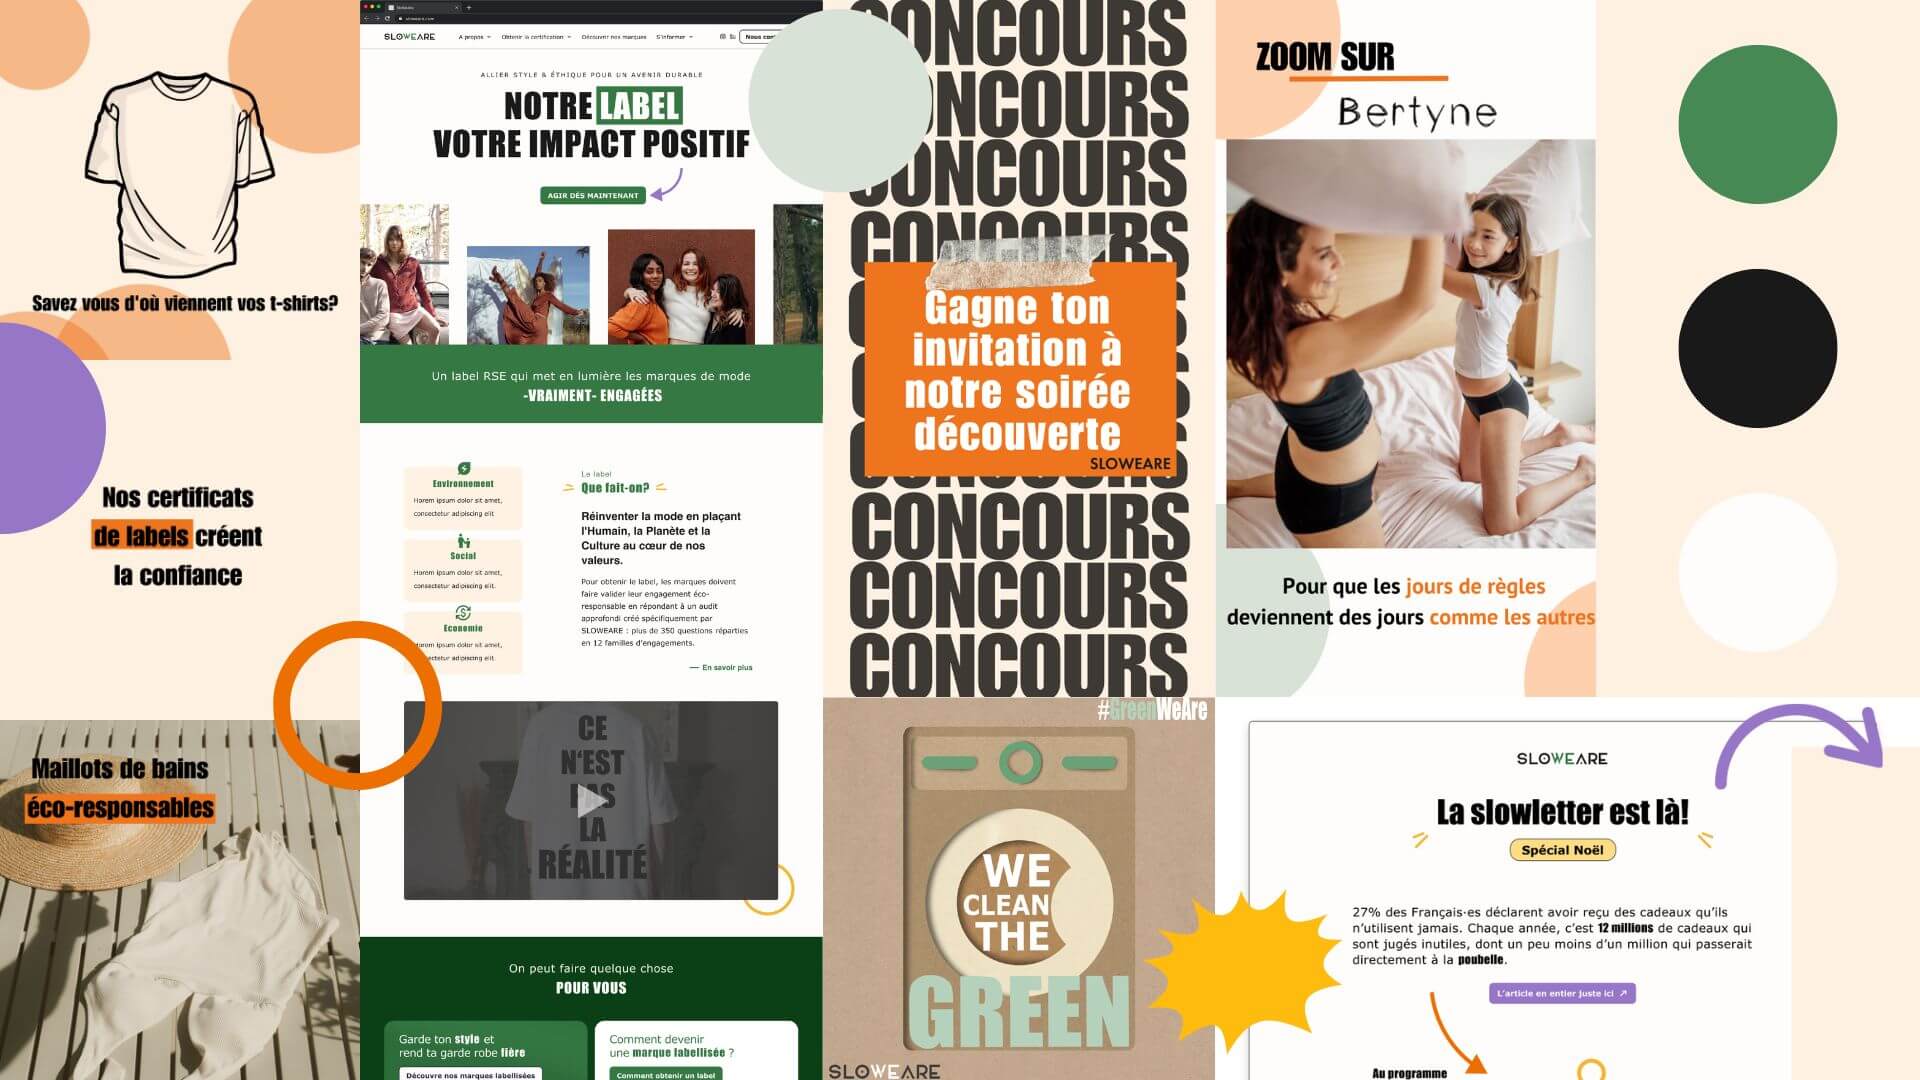 Savez vous d'où viennent vos t-shirts?
Nos certificats
de labels créent
la confiance
Maillots de bains
éco-responsables
sloweare.com
SLOWEARE
A propos
Obtenir la certification
Découvrir nos marques
S'informer
ALLIER STYLE & ÉTHIQUE POUR UN AVENIR DURABLE
NOTRE LABEL
VOTRE IMPACT POSITIF
AGIR DÈS MAINTENANT
Un label RSE qui met en lumière les marques de mode
-VRAIMENT- ENGAGÉES
Environnement
Horem ipsum dolor sit amet,
consectetur adipiscing elit
Social
Horem ipsum dolor sit amet,
consectetur adipiscing elit.
Economie
ipsum dolor sit amet,
adipiscing elit.
Le label
Que fait-on?
Réinventer la mode en plaçant
l'Humain, la Planète et la
Culture au cœur de nos
valeurs.
Pour obtenir le label, les marques doivent
faire valider leur engagement éco-
responsable en répondant à un audit
approfondi créé spécifiquement par
SLOWEARE : plus de 350 questions réparties
en 12 familles d'engagements.
En savoir plus
CE
N'EST
PAS
LA
RÉALITÉ
On peut faire quelque chose
POUR VOUS
Garde ton style et
rend ta garde robe fière
Découvre nos marques labellisées
Comment devenir
une marque labellisée ?
Comment obtenir un label
CONCOURS
CONCOURS
CONCOURS
CONCOURS
Gagne ton
invitation à
notre soirée
découverte
SLOWEARE
CONCOURS
CONCOURS
CONCOURS
#GreenWeAre
WE
CLEAN
THE
GREEN
SLOWEARE
ZOOM SUR
Bertyne
Pour que les jours de règles
deviennent des jours comme les autres
SLOWEARE
La slowletter est là!
Spécial Noël
27% des Français·es déclarent avoir reçu des cadeaux qu'ils
n'utilisent jamais. Chaque année, c'est 12 millions de cadeaux qui
sont jugés inutiles, dont un peu moins d'un million qui passerait
directement à la poubelle.
L'article en entier juste ici
Au programme